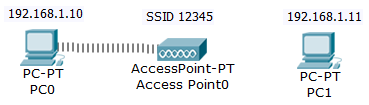 192.168.1.10
SSID 12345
192.168.1.11
PC-PT
PC0
AccessPoint-PT
Access Point0
PC-PT
PC1